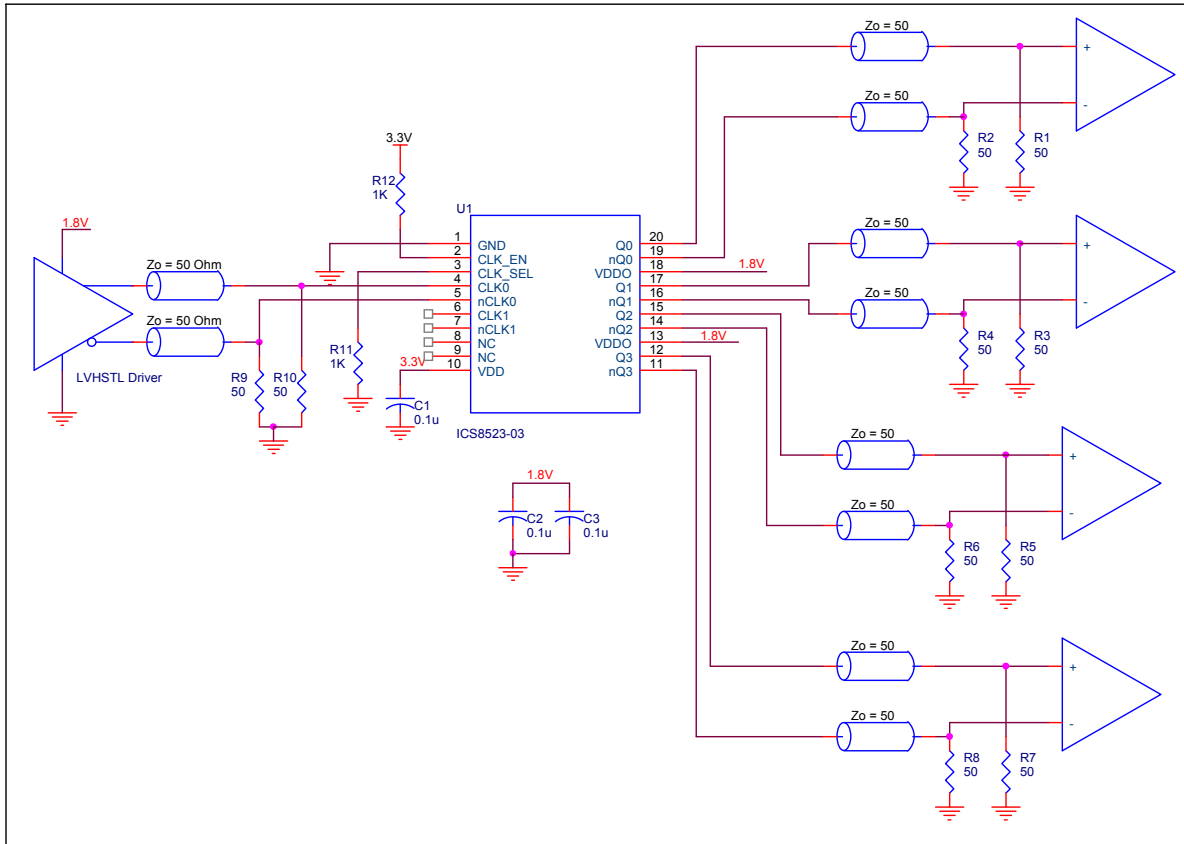 Zo = 50
+
Zo = 50
-
R2
50
R1
50
3.3V
R12
1K
U1
1.8V
Zo = 50 Ohm
Zo = 50 Ohm
LVHSTL Driver
R9
50
R10
50
R11
1K
3.3V
C1
0.1u
1 GND
2 CLK_EN
3 CLK_SEL
4 CLK0
5 nCLK0
6 CLK1
7 nCLK1
8 NC
9 NC
10 VDD
Q0 20
nQ0 19
VDDO 18 1.8V
Q1 17
nQ1 16
Q2 15
nQ2 14
VDDO 13 1.8V
Q3 12
nQ3 11
ICS8523-03
Zo = 50
+
Zo = 50
-
R4
50
R3
50
1.8V
C2
0.1u
C3
0.1u
Zo = 50
+
Zo = 50
-
R6
50
R5
50
Zo = 50
+
Zo = 50
-
R8
50
R7
50